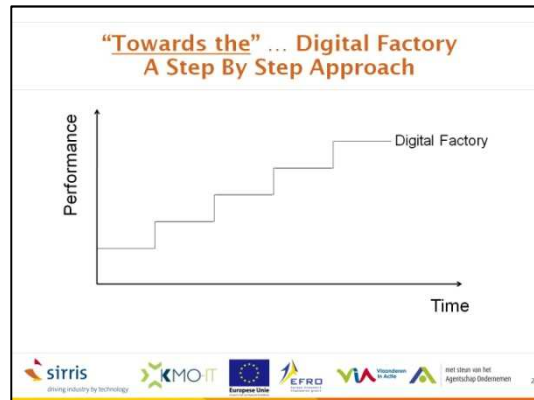 “Towards the” ... Digital Factory
A Step By Step Approach
Performance
Digital Factory
Time
sirris
driving industry by technology
KMO-IT
Europese Unie
EFRO
ViA
Vlaanderen
in Actie
met steun van het
Agentschap Ondernemen